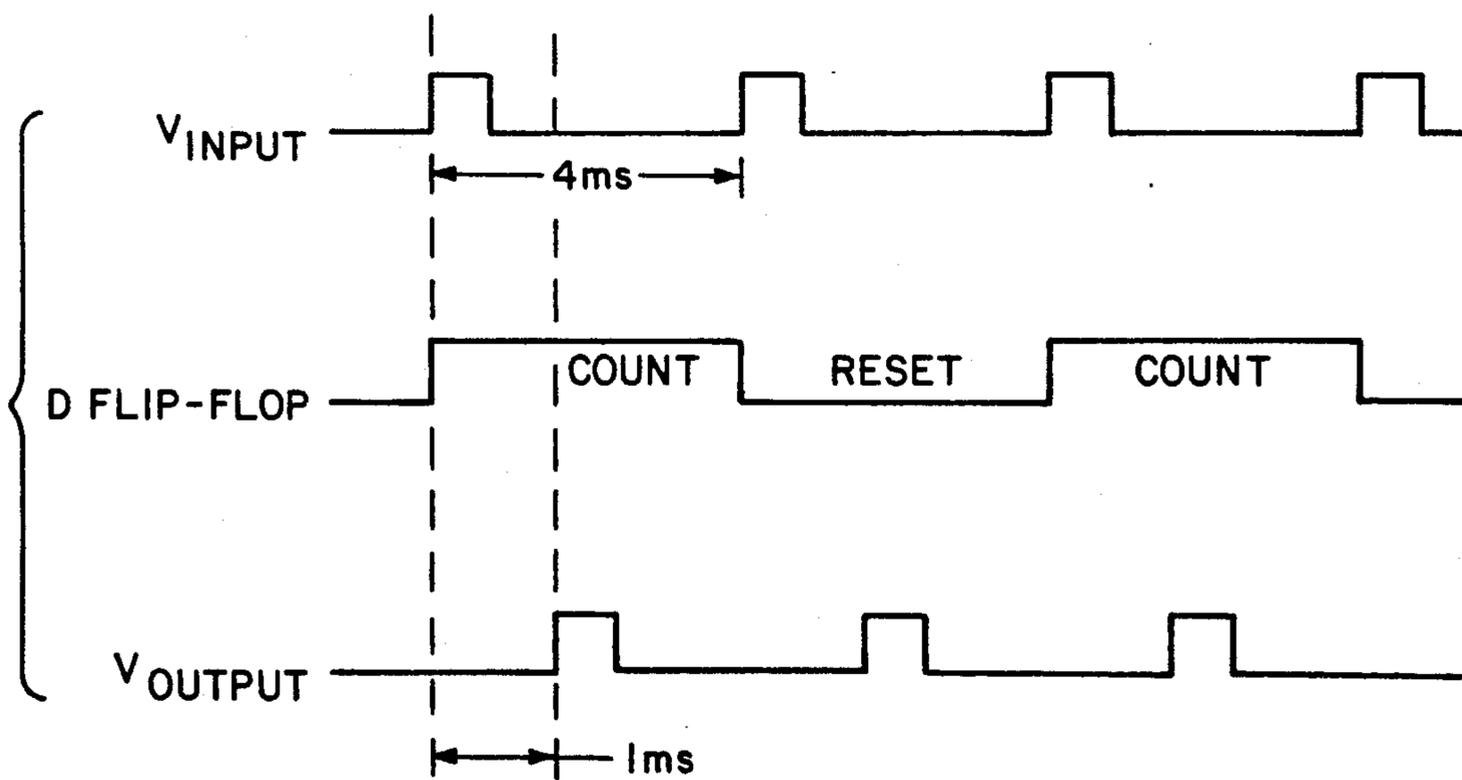 VINPUT
4ms
D FLIP-FLOP
COUNT
RESET
COUNT
VOUTPUT
1ms